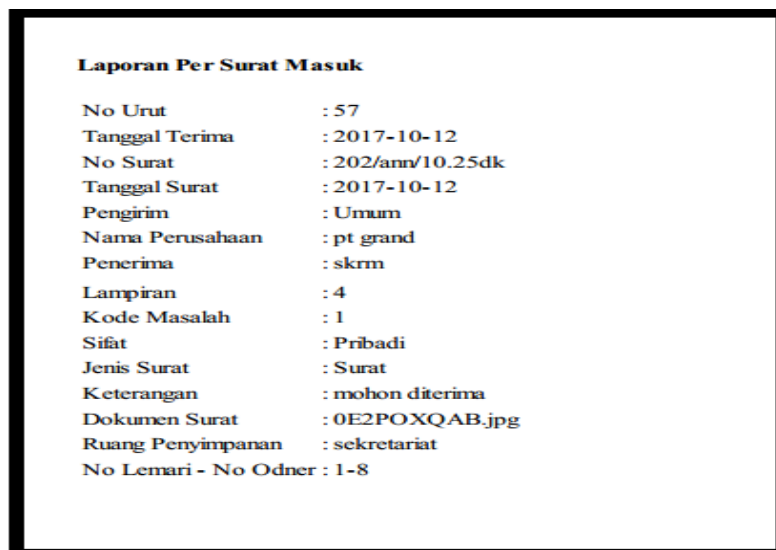 Laporan Per Surat Masuk
No Urut : 57
Tanggal Terima : 2017-10-12
No Surat : 202/ann/10.25dk
Tanggal Surat : 2017-10-12
Pengirim : Umum
Nama Perusahaan : pt grand
Penerima : skrm
Lampiran : 4
Kode Masalah : 1
Sifat : Pribadi
Jenis Surat : Surat
Keterangan : mohon diterima
Dokumen Surat : 0E2POXQAB.jpg
Ruang Penyimpanan : sekretariat
No Lemari - No Odner : 1-8